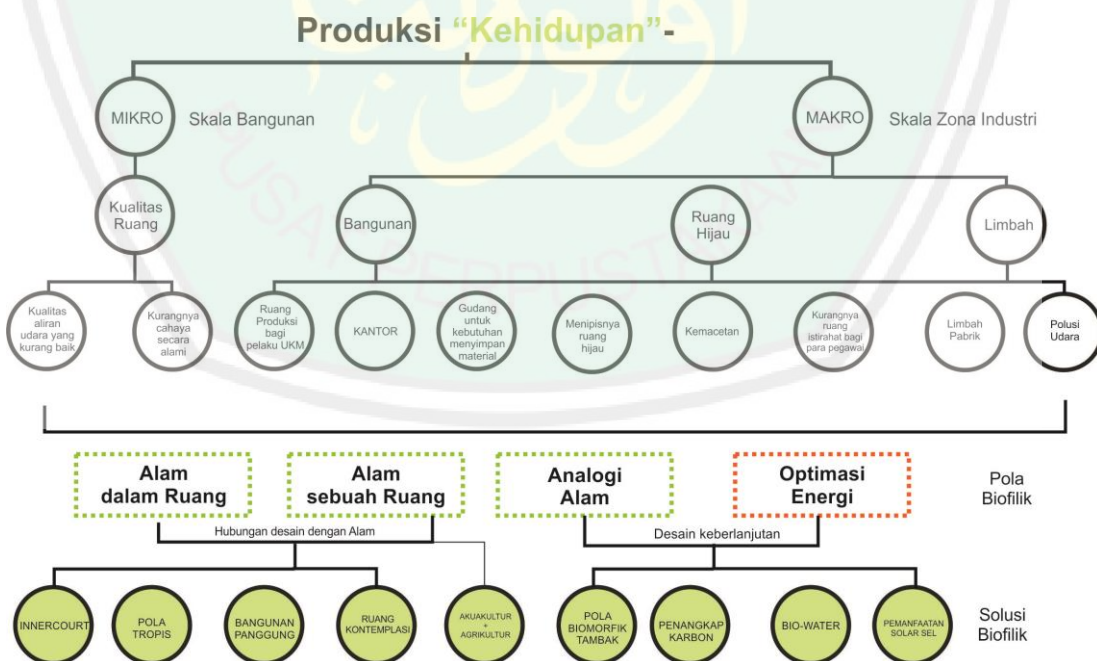 Produksi “Kehidupan”-
MIKRO
Skala Bangunan
MAKRO
Skala Zona Industri
Kualitas
Ruang
Bangunan
Ruang
Hijau
Limbah
Kualitas
aliran
udara yang
kurang baik
Kurangnya
cahaya
secara
alami
Ruang
Produksi
bagi
pelaku UKM
KANTOR
Gudang
untuk
kebutuhan
menyimpan
material
Menipisnya
ruang
hijau
Kemacetan
Kurangnya
ruang
istirahat bagi
para pegawai
Limbah
Pabrik
Polusi
Udara
PUSAT PERPUSTAKAAN
Alam
dalam Ruang
Alam
sebuah Ruang
Analogi
Alam
Optimasi
Energi
Pola
Biofilik
Hubungan desain dengan Alam
Desain keberlanjutan
INNERCOURT
POLA
TROPIS
BANGUNAN
PANGGUNG
RUANG
KONTEMPLASI
AKUAKULTUR
+
AGRIKULTUR
POLA
BIOMORFIK
TAMBAK
PENANGKAP
KARBON
BIO-WATER
PEMANFAATAN
SOLAR SEL
Solusi
Biofilik